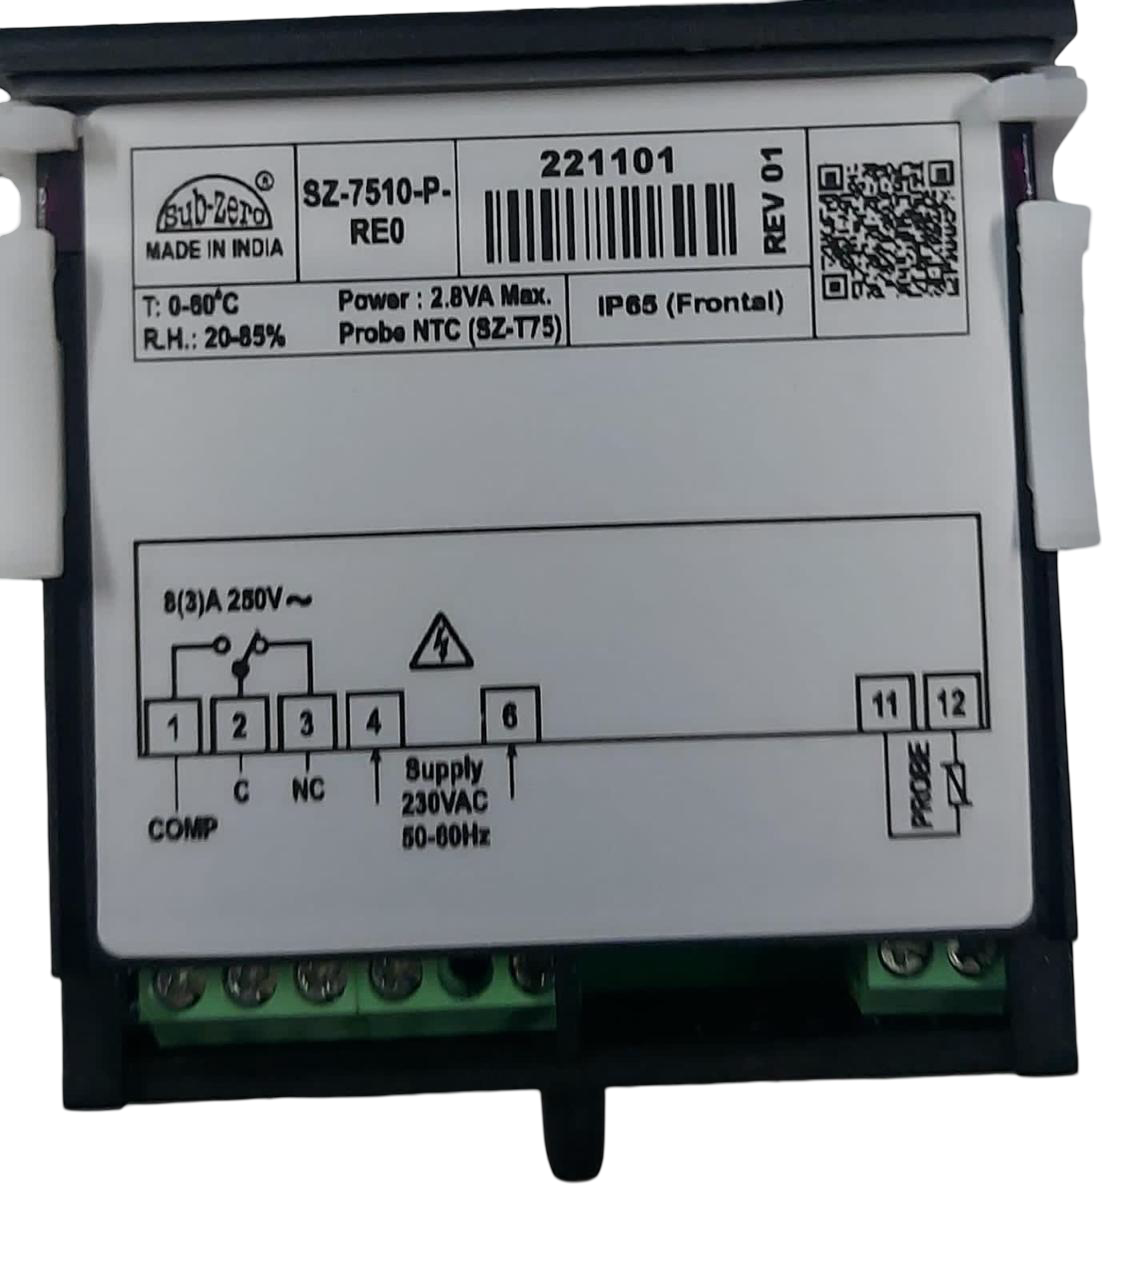 sub-zero®
MADE IN INDIA
SZ-7510-P-
RE0
221101
REV 01
T: 0-60°C
R.H.: 20-85%
Power : 2.8VA Max.
Probe NTC (SZ-T75)
IP65 (Frontal)
8(3)A 250V~
1
2
3
4
6
11
12
COMP
C
NC
Supply
230VAC
50-60Hz
PROBE